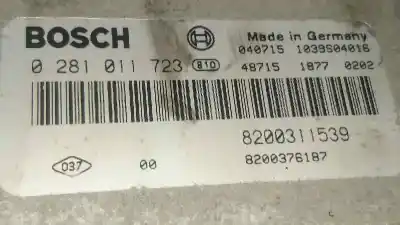 BOSCH
Made in Germany
040715 1039S04016
0 281 011 723 810
48715 1877 0202
8200311539
037 00 8200376187